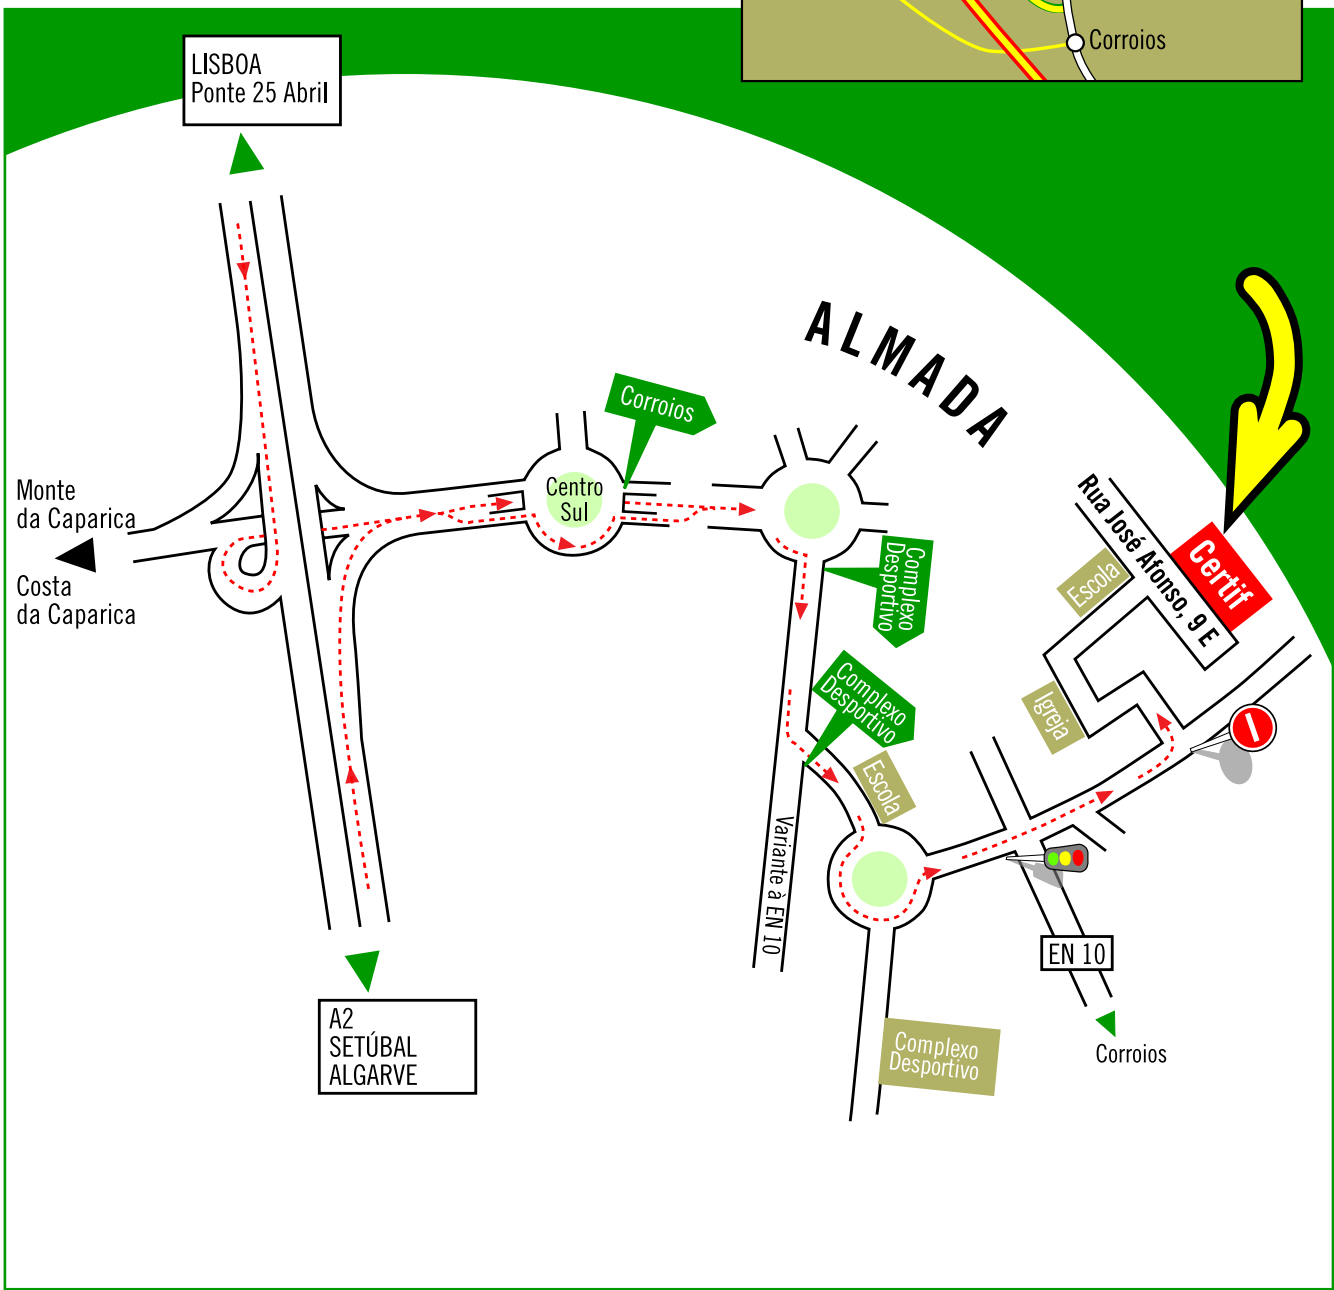 Corroios
LISBOA
Ponte 25 Abril
ALMADA
Corroios
Monte
da Caparica
Centro
Sul
Costa
da Caparica
Complexo
Desportivo
Rua José Afonso, 9 E
Certif
Escola
Complexo
Desportivo
Igreja
Escola
Variante à EN 10
EN 10
A2
SETÚBAL
ALGARVE
Complexo
Desportivo
Corroios